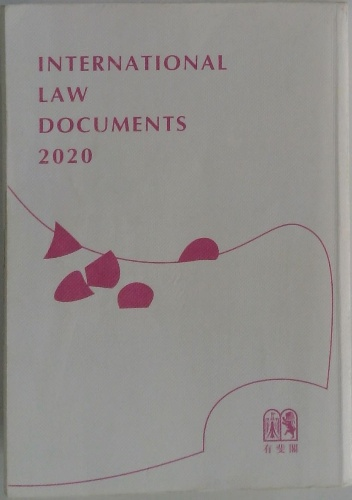 INTERNATIONAL
LAW
DOCUMENTS
2020
有斐閣